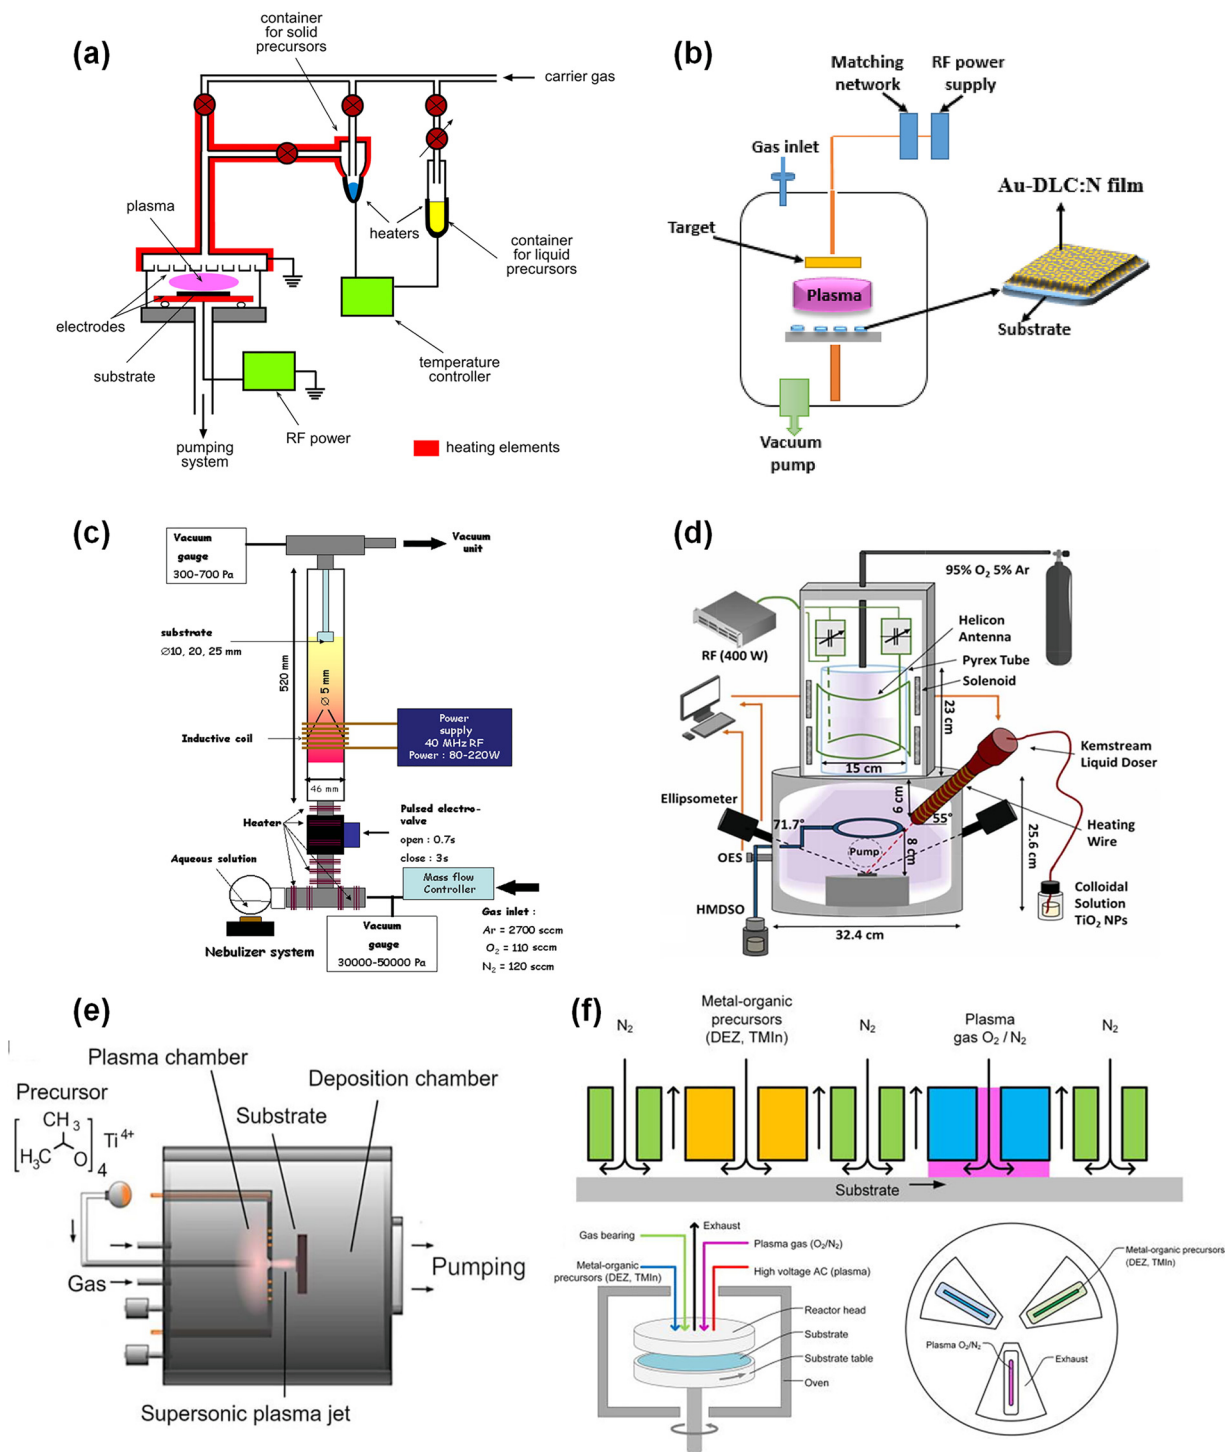 (a)
container
for solid
precursors
carrier gas
plasma
heaters
container
for liquid
precursors
electrodes
substrate
temperature
controller
RF power
pumping
system
heating elements
(b)
Matching
network
RF power
supply
Gas inlet
Au-DLC:N film
Target
Plasma
Substrate
Vacuum
pump
(c)
Vacuum
gauge
300-700 Pa
Vacuum
unit
substrate
∅10, 20, 25 mm
520 mm
∅ 5 mm
Inductive coil
Power
supply
40 MHz RF
Power : 80-220W
46 mm
Pulsed electro-
valve
open : 0.7s
close : 3s
Heater
Aqueous solution
Mass flow
Controller
Gas inlet :
Ar = 2700 sccm
O₂ = 110 sccm
N₂ = 120 sccm
Nebulizer system
Vacuum
gauge
30000-50000 Pa
(d)
95% O₂ 5% Ar
RF (400 W)
Helicon
Antenna
Pyrex Tube
Solenoid
23 cm
15 cm
Kemstream
Liquid Doser
Ellipsometer
71.7°
6 cm
55°
Heating
Wire
25.6 cm
OES
Pump
8 cm
HMDSO
32.4 cm
Colloidal
Solution
TiO₂ NPs
(e)
Plasma chamber
Precursor
Deposition chamber
Substrate
CH₃
H₃C
O
4
Ti⁴⁺
Gas
Pumping
Supersonic plasma jet
(f)
N₂
Metal-organic
precursors
(DEZ, TMIn)
N₂
Plasma
gas O₂ / N₂
N₂
Substrate
Exhaust
Gas bearing
Plasma gas (O₂/N₂)
Metal-organic
precursors (DEZ, TMIn)
High voltage AC (plasma)
Reactor head
Substrate
Substrate table
Oven
Metal-organic precursors
(DEZ, TMIn)
Plasma O₂/N₂
Exhaust